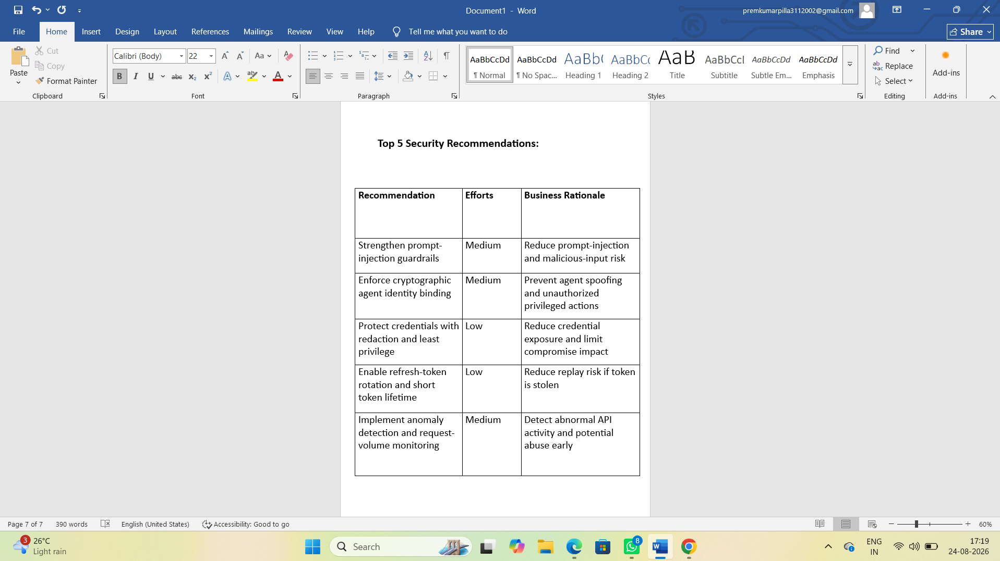 Document1 - Word
premkumarpilla3112002@gmail.com
File Home Insert Design Layout References Mailings Review View Help Tell me what you want to do Share
Paste
Cut
Copy
Format Painter
Clipboard
Calibri (Body) 22
Font
Paragraph
AaBbCcDd AaBbCcDd AaBb( AaBbCc AaB AaBbCcl AaBbCcDd AaBbCcDd
¶ Normal ¶ No Spac... Heading 1 Heading 2 Title Subtitle Subtle Em... Emphasis
Styles
Find
Replace
Select
Editing
Add-ins
Add-ins
Top 5 Security Recommendations:
Recommendation Efforts Business Rationale
Strengthen prompt- Medium Reduce prompt-injection
injection guardrails and malicious-input risk
Enforce cryptographic Medium Prevent agent spoofing
agent identity binding and unauthorized
privileged actions
Protect credentials with Low Reduce credential
redaction and least exposure and limit
privilege compromise impact
Enable refresh-token Low Reduce replay risk if token
rotation and short is stolen
token lifetime
Implement anomaly Medium Detect abnormal API
detection and request- activity and potential
volume monitoring abuse early
Page 7 of 7 390 words English (United States) Accessibility: Good to go 60%
3 26°C
Light rain
Search
8
ENG
IN
17:19
24-08-2026